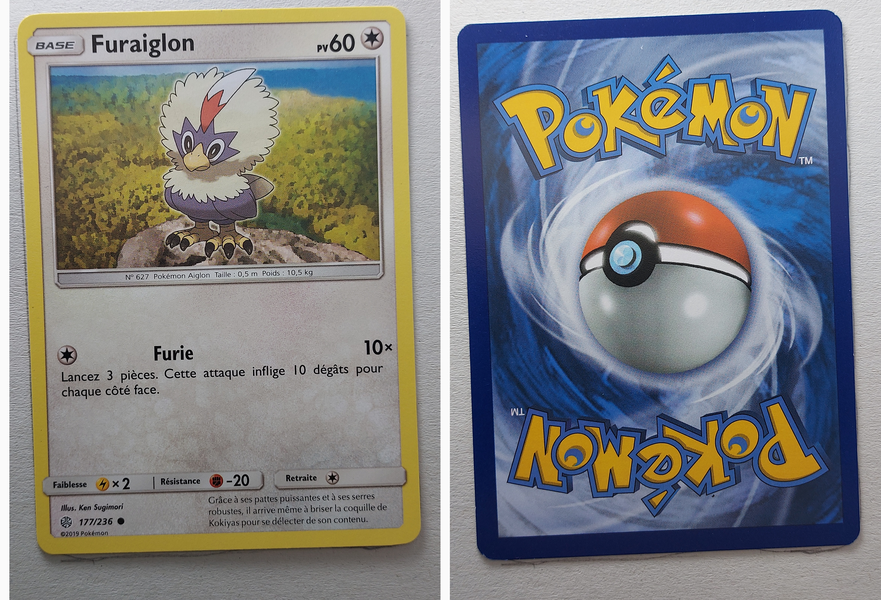 BASE Furaiglon PV60
N° 627 Pokémon Aiglon Taille : 0,5 m Poids : 10,5 kg
Furie 10×
Lancez 3 pièces. Cette attaque inflige 10 dégâts pour
chaque côté face.
Faiblesse ×2 Résistance -20 Retraite
Illus. Ken Sugimori
177/236
©2019 Pokémon
Grâce à ses pattes puissantes et à ses serres
robustes, il arrive même à briser la coquille de
Kokiyas pour se délecter de son contenu.
POKéMON
TM
TM
POKéMON